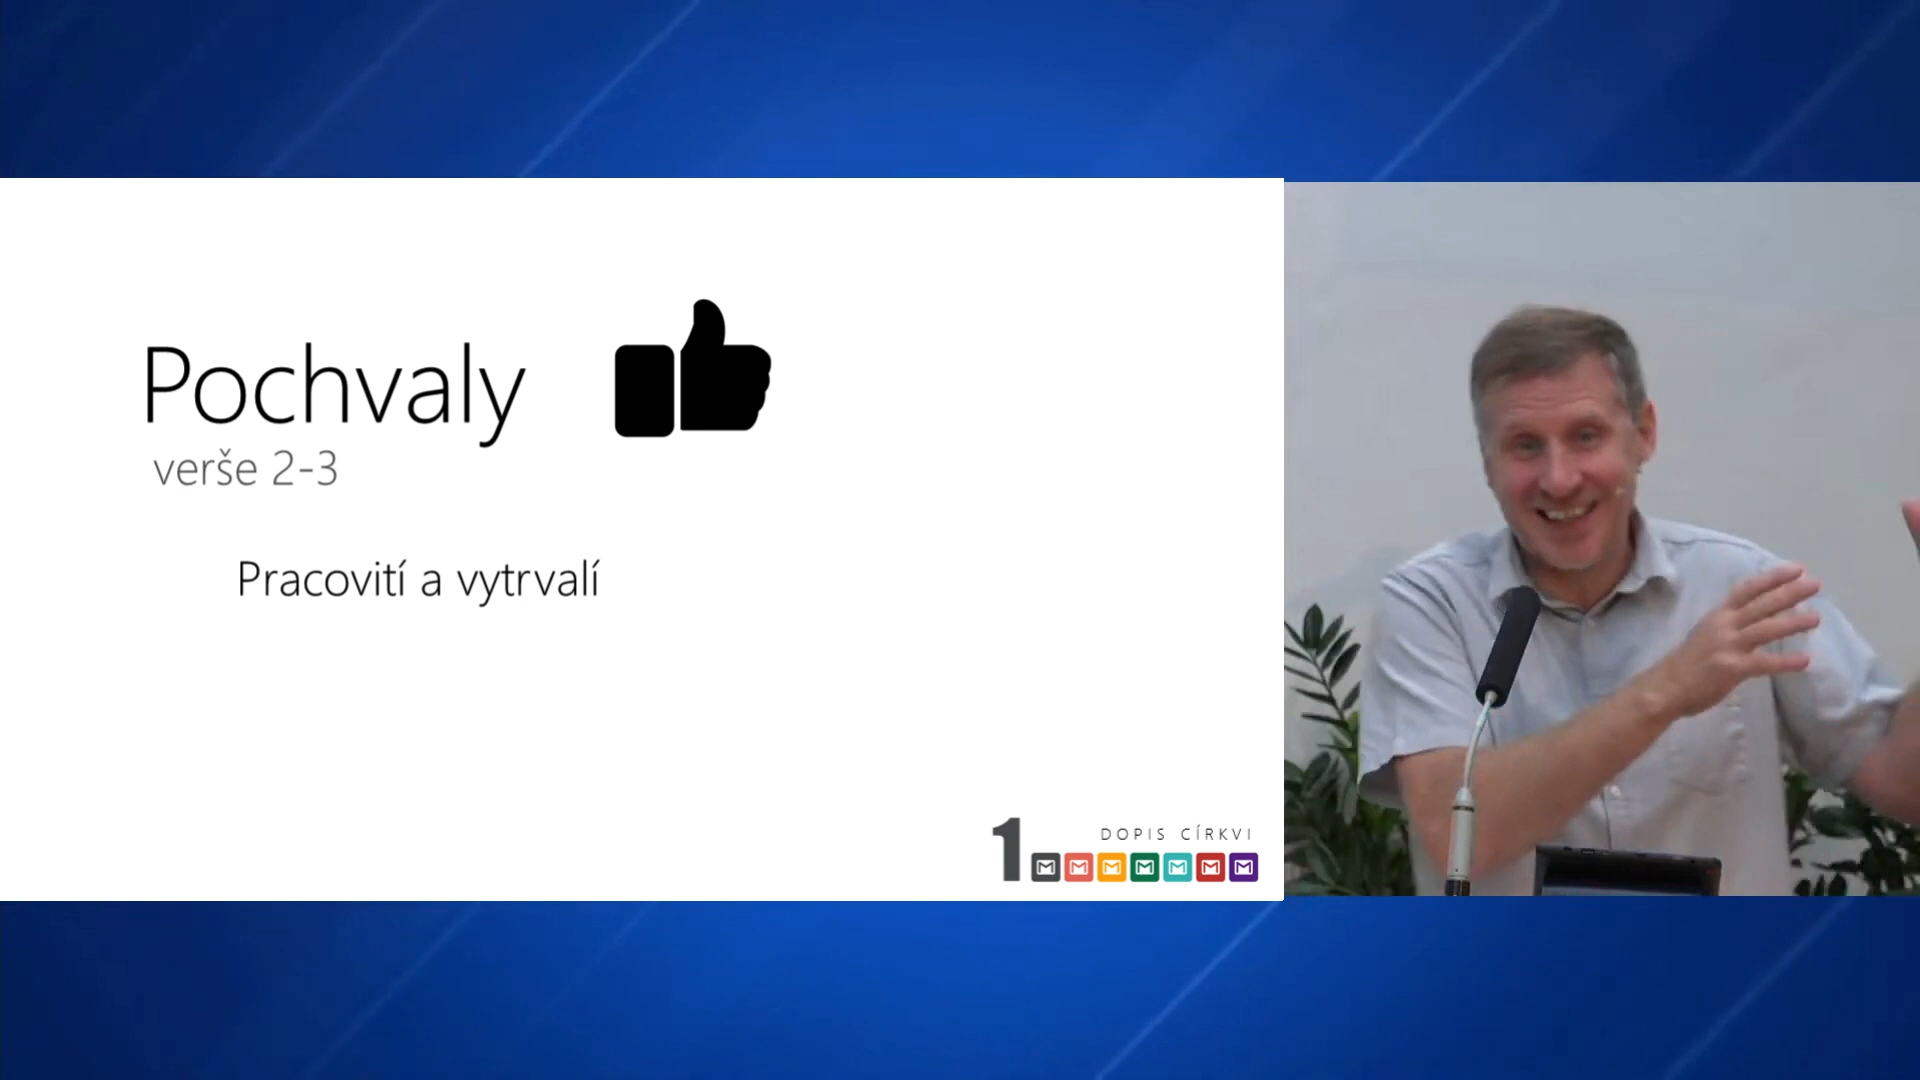 Pochvaly
verše 2-3
Pracovití a vytrvalí
1
DOPIS CÍRKVI